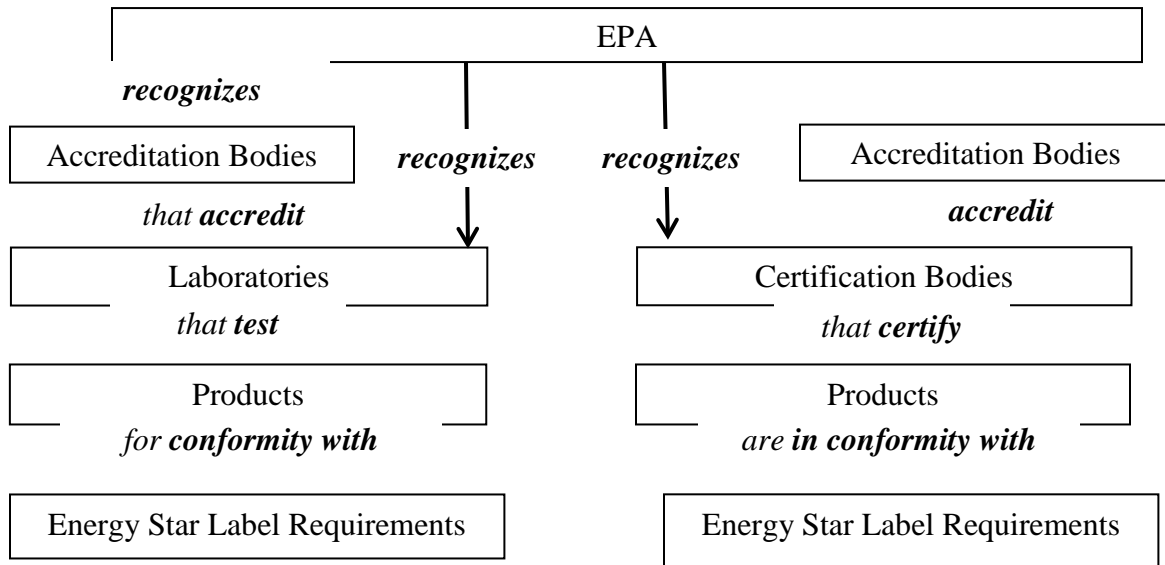 EPA
recognizes
Accreditation Bodies
recognizes
recognizes
Accreditation Bodies
that accredit
accredit
Laboratories
Certification Bodies
that test
that certify
Products
Products
for conformity with
are in conformity with
Energy Star Label Requirements
Energy Star Label Requirements